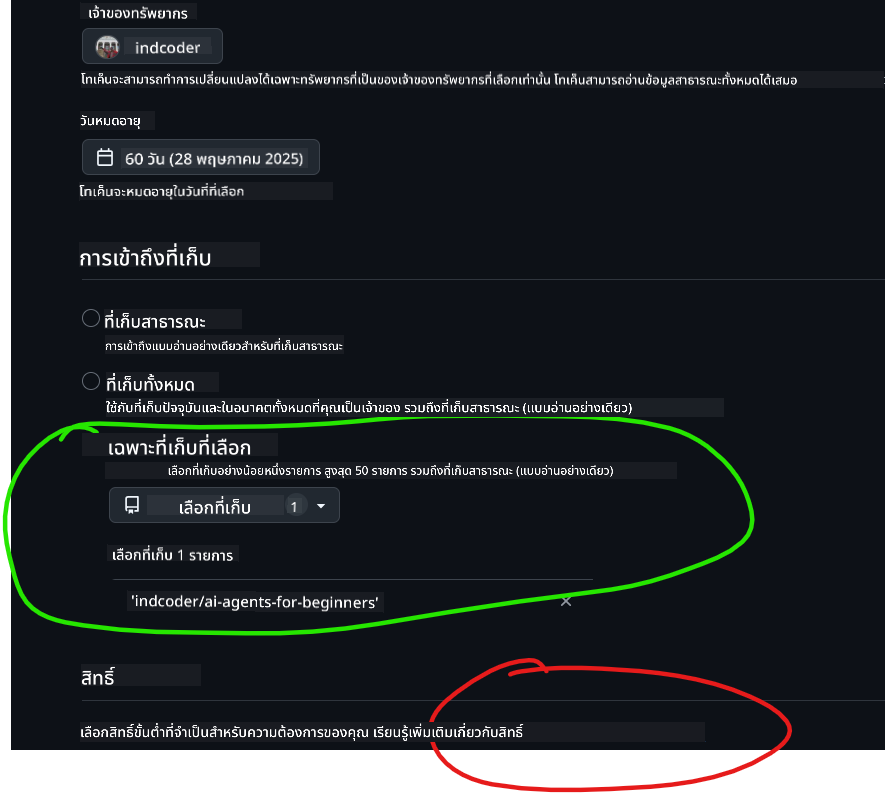 เจ้าของทรัพยากร
indcoder
โทเค็นจะสามารถทำการเปลี่ยนแปลงได้เฉพาะทรัพยากรที่เป็นของเจ้าของทรัพยากรที่เลือกเท่านั้น โทเค็นสามารถอ่านข้อมูลสาธารณะทั้งหมดได้เสมอ
วันหมดอายุ
60 วัน (28 พฤษภาคม 2025)
โทเค็นจะหมดอายุในวันที่ที่เลือก
การเข้าถึงที่เก็บ
ที่เก็บสาธารณะ
การเข้าถึงแบบอ่านอย่างเดียวสำหรับที่เก็บสาธารณะ
ที่เก็บทั้งหมด
ใช้กับที่เก็บปัจจุบันและในอนาคตทั้งหมดที่คุณเป็นเจ้าของ รวมถึงที่เก็บสาธารณะ (แบบอ่านอย่างเดียว)
เฉพาะที่เก็บที่เลือก
เลือกที่เก็บอย่างน้อยหนึ่งรายการ สูงสุด 50 รายการ รวมถึงที่เก็บสาธารณะ (แบบอ่านอย่างเดียว)
เลือกที่เก็บ 1
เลือกที่เก็บ 1 รายการ
'indcoder/ai-agents-for-beginners'
สิทธิ์
เลือกสิทธิ์ขั้นต่ำที่จำเป็นสำหรับความต้องการของคุณ เรียนรู้เพิ่มเติมเกี่ยวกับสิทธิ์